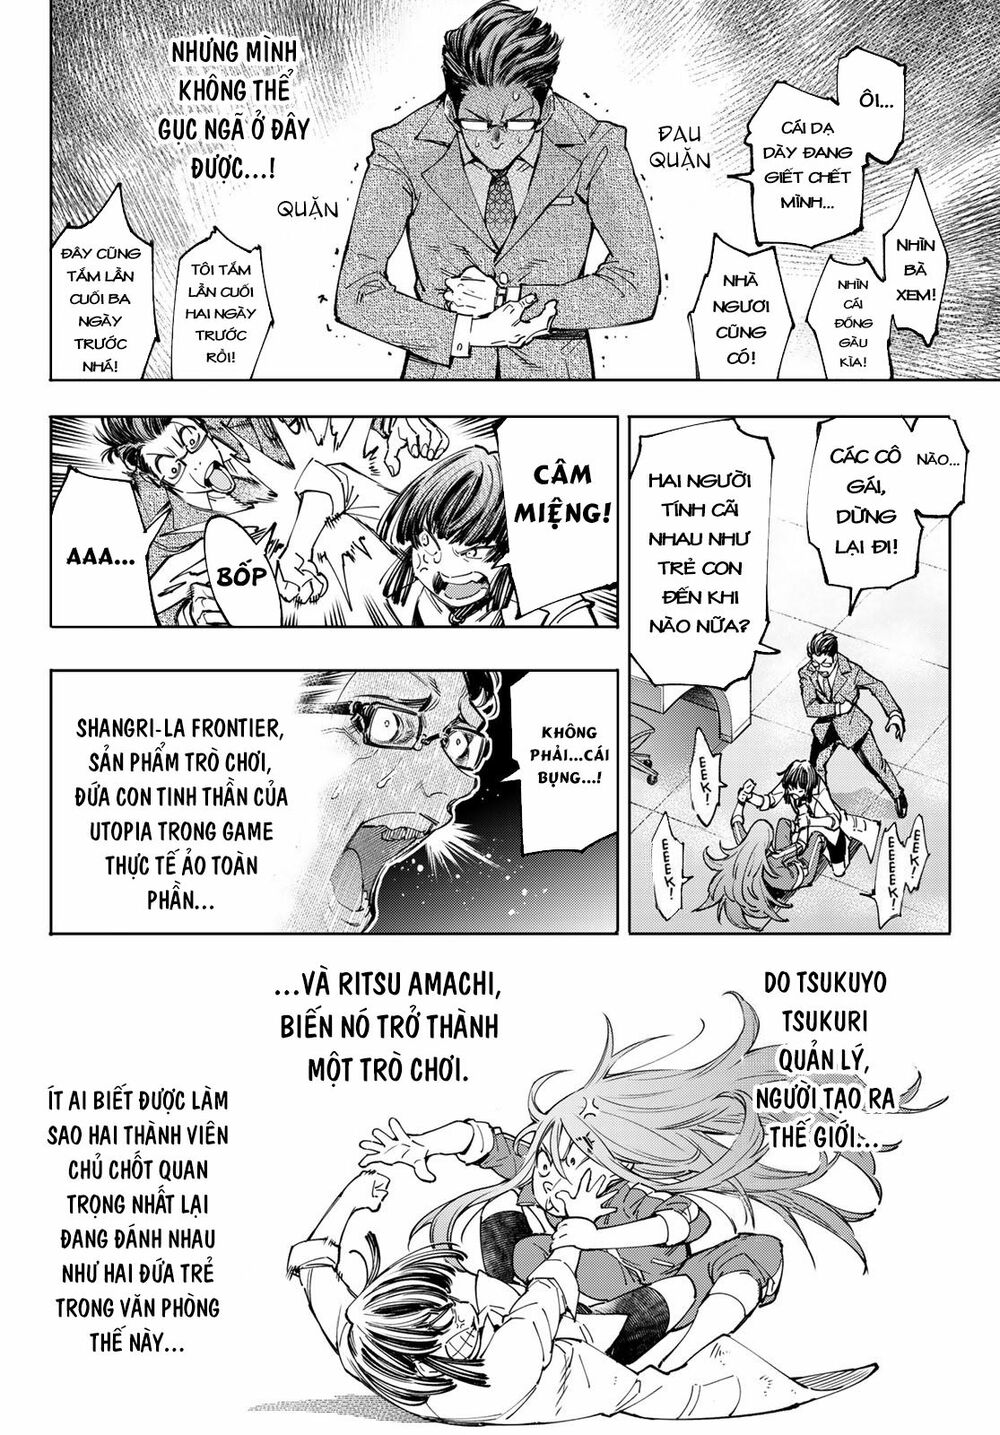 ÔI...
CÁI DẠ
DÀY ĐANG
GIẾT CHẾT
MÌNH...
ĐAU
QUẶN
QUẶN
NHƯNG MÌNH
KHÔNG THỂ
GỤC NGÃ Ở ĐÂY
ĐƯỢC...!
NHÌN
BÀ
XEM!
NHÌN
CÁI
ĐỐNG
GÀU
KÌA!
NHÀ
NGƯƠI
CŨNG
CÓ!
TÔI TẮM
LẦN CUỐI
HAI NGÀY
TRƯỚC
RỒI!
ĐÂY CŨNG
TẮM LẦN
CUỐI BA
NGÀY
TRƯỚC
NHÁ!
NÀO...
CÁC CÔ
GÁI,
DỪNG
LẠI ĐI!
HAI NGƯỜI
TÍNH CÃI
NHAU NHƯ
TRẺ CON
ĐẾN KHI
NÀO NỮA?
EEEK!
EEEK!
EEK!
EEEEK!
EEEEEK!
CÂM
MIỆNG!
BỐP
AAA...
KHÔNG
PHẢI...CÁI
BỤNG...!
SHANGRI-LA FRONTIER,
SẢN PHẨM TRÒ CHƠI,
ĐỨA CON TINH THẦN CỦA
UTOPIA TRONG GAME
THỰC TẾ ẢO TOÀN
PHẦN...
DO TSUKUYO
TSUKURI
QUẢN LÝ,
NGƯỜI TẠO RA
THẾ GIỚI...
...VÀ RITSU AMACHI,
BIẾN NÓ TRỞ THÀNH
MỘT TRÒ CHƠI.
ÍT AI BIẾT ĐƯỢC LÀM
SAO HAI THÀNH VIÊN
CHỦ CHỐT QUAN
TRỌNG NHẤT LẠI
ĐANG ĐÁNH NHAU
NHƯ HAI ĐỨA TRẺ
TRONG VĂN PHÒNG
THẾ NÀY...